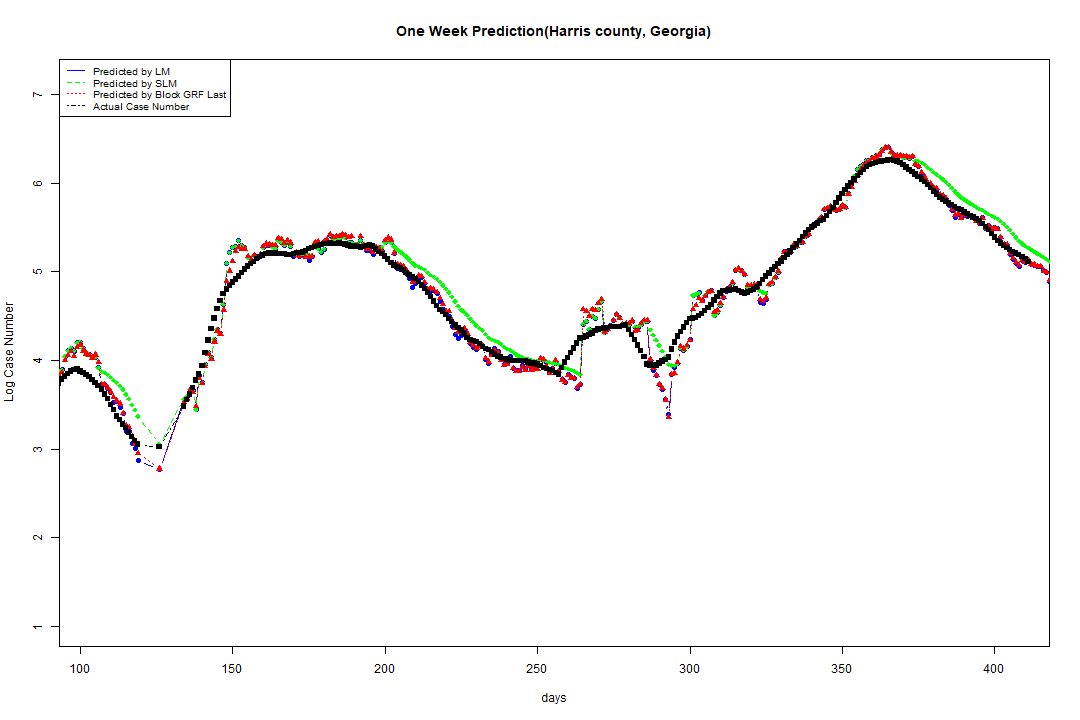 One Week Prediction(Harris county, Georgia)
Predicted by LM
Predicted by SLM
Predicted by Block GRF Last
Actual Case Number
7
6
5
4
3
2
1
Log Case Number
100 150 200 250 300 350 400
days